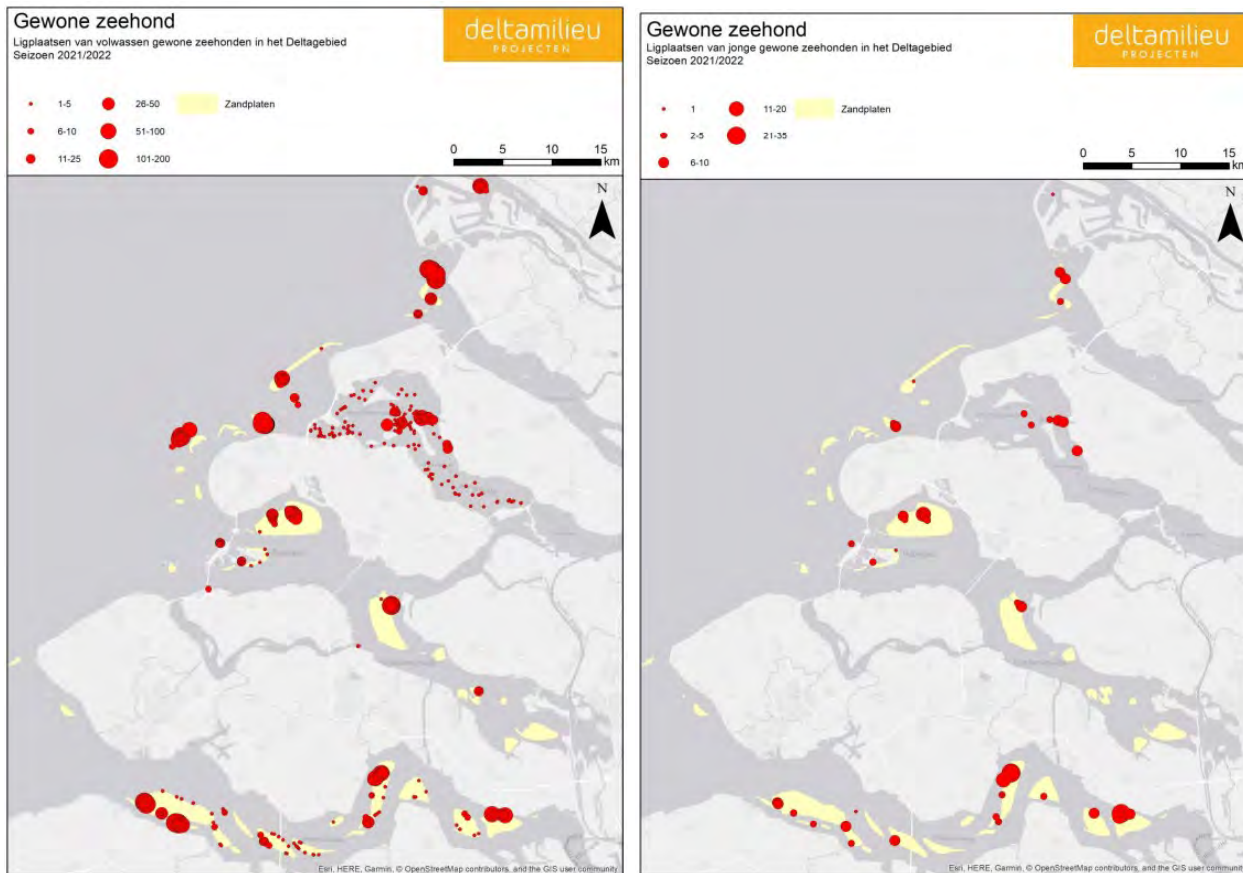 Gewone zeehond
Ligplaatsen van volwassen gewone zeehonden in het Deltagebied
Seizoen 2021/2022
deltamilieu
PROJECTEN
1-5
26-50
Zandplaten
6-10
51-100
11-25
101-200
0 5 10 15
km
N
Esri, HERE, Garmin, © OpenStreetMap contributors, and the GIS user community
Gewone zeehond
Ligplaatsen van jonge gewone zeehonden in het Deltagebied
Seizoen 2021/2022
deltamilieu
PROJECTEN
1
11-20
Zandplaten
2-5
21-35
6-10
0 5 10 15
km
N
Esri, HERE, Garmin, © OpenStreetMap contributors, and the GIS user community